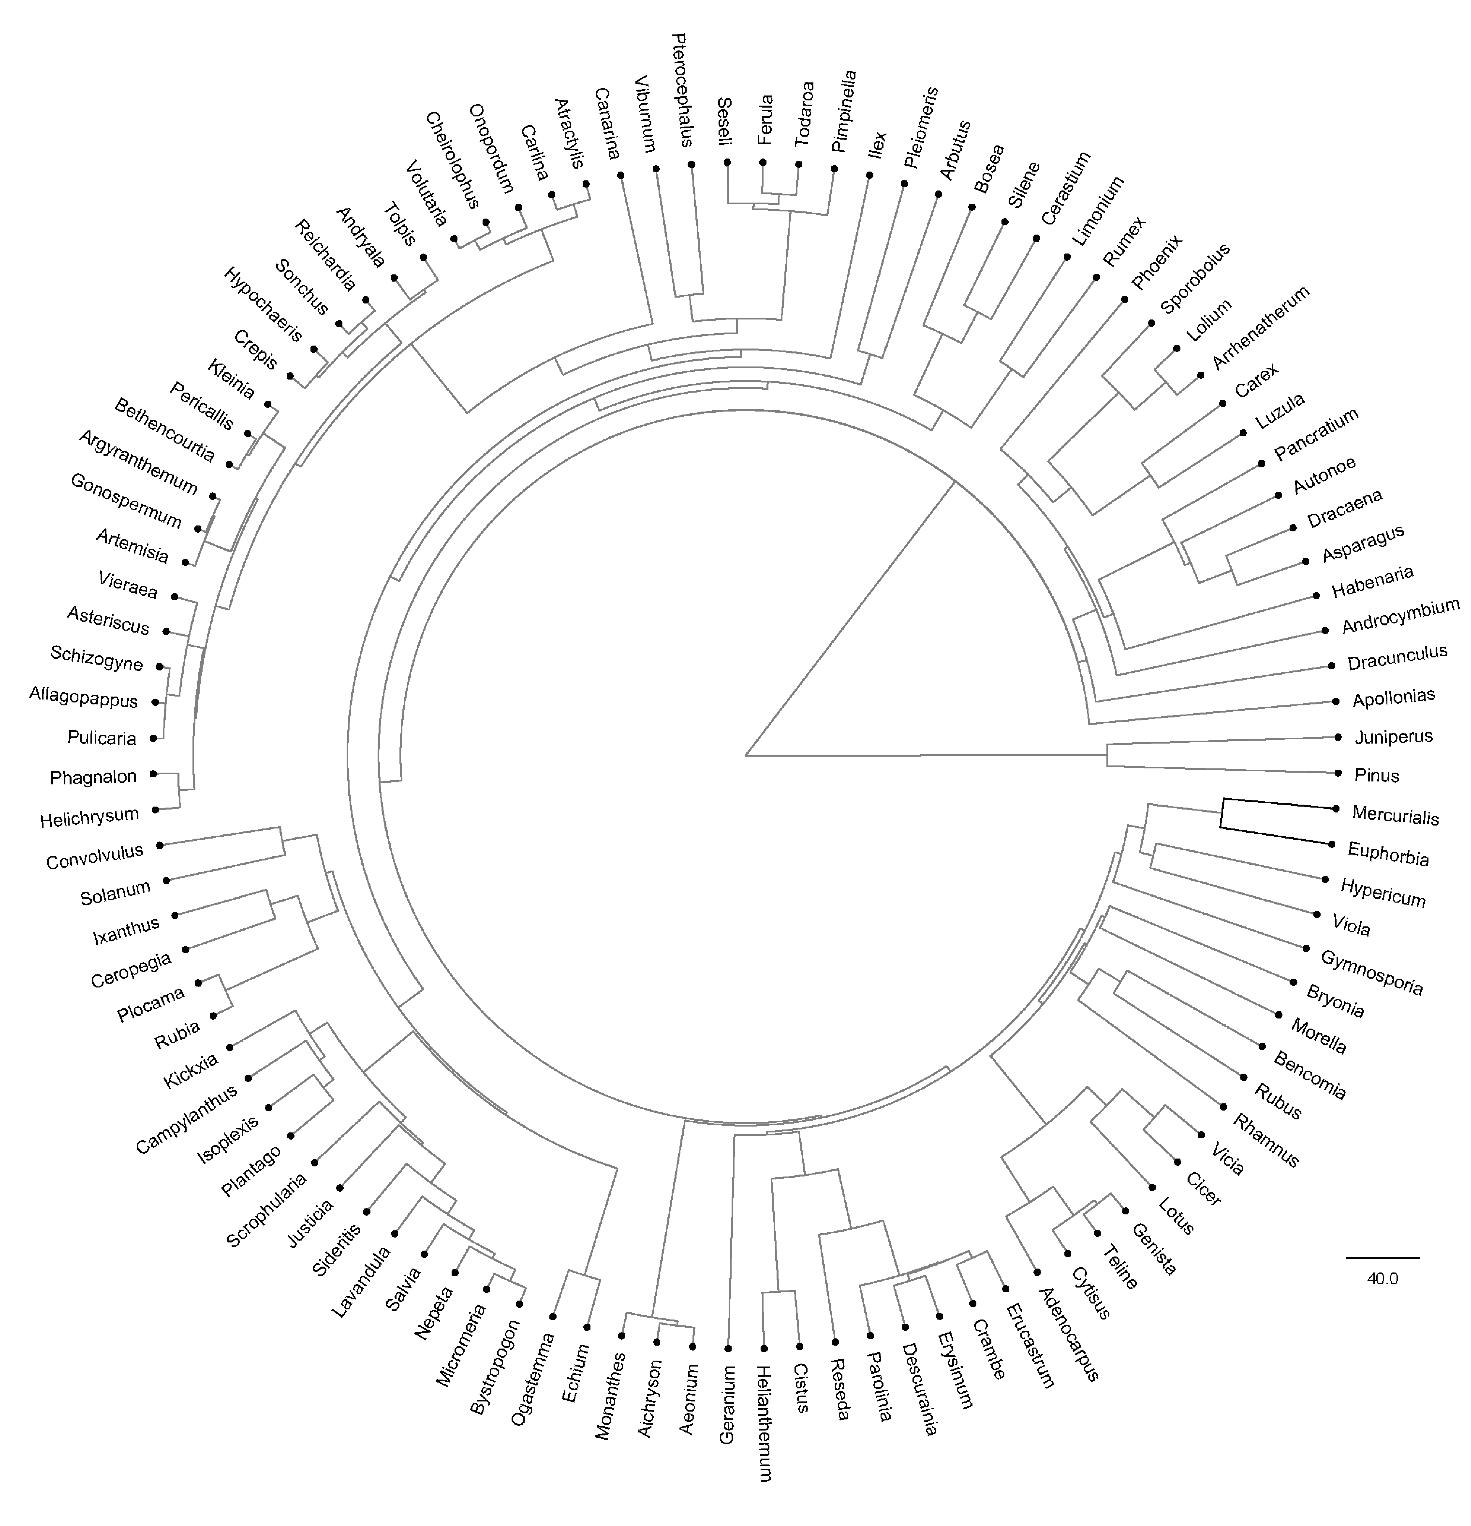 Pterocephalus
Viburnum
Canarina
Atractylis
Carlina
Onopordum
Cheirolophus
Volutaria
Tolpis
Andryala
Reichardia
Sonchus
Hypochaeris
Crepis
Kleinia
Pericallis
Bethencourtia
Argyranthemum
Gonospermum
Artemisia
Vieraea
Asteriscus
Schizogyne
Allagopappus
Pulicaria
Phagnalon
Helichrysum
Convolvulus
Solanum
Ixanthus
Ceropegia
Plocama
Rubia
Kickxia
Campylanthus
Isoplexis
Plantago
Scrophularia
Justicia
Sideritis
Lavandula
Salvia
Nepeta
Micromeria
Bystropogon
Ogastemma
Echium
Monanthes
Aichryson
Aeonium
Geranium
Helianthemum
Cistus
Reseda
Parolinia
Descurainia
Erysimum
Crambe
Erucastrum
Adenocarpus
Cytisus
Teline
Genista
Lotus
Cicer
Vicia
Rhamnus
Rubus
Bencomia
Morella
Bryonia
Gymnosporia
Viola
Hypericum
Euphorbia
Mercurialis
Pinus
Juniperus
Apollonias
Dracunculus
Androcymbium
Habenaria
Asparagus
Dracaena
Autonoe
Pancratium
Luzula
Carex
Arrhenatherum
Lolium
Sporobolus
Phoenix
Rumex
Limonium
Cerastium
Silene
Bosea
Arbutus
Pleiomeris
Ilex
Pimpinella
Todaroa
Ferula
Seseli
40.0